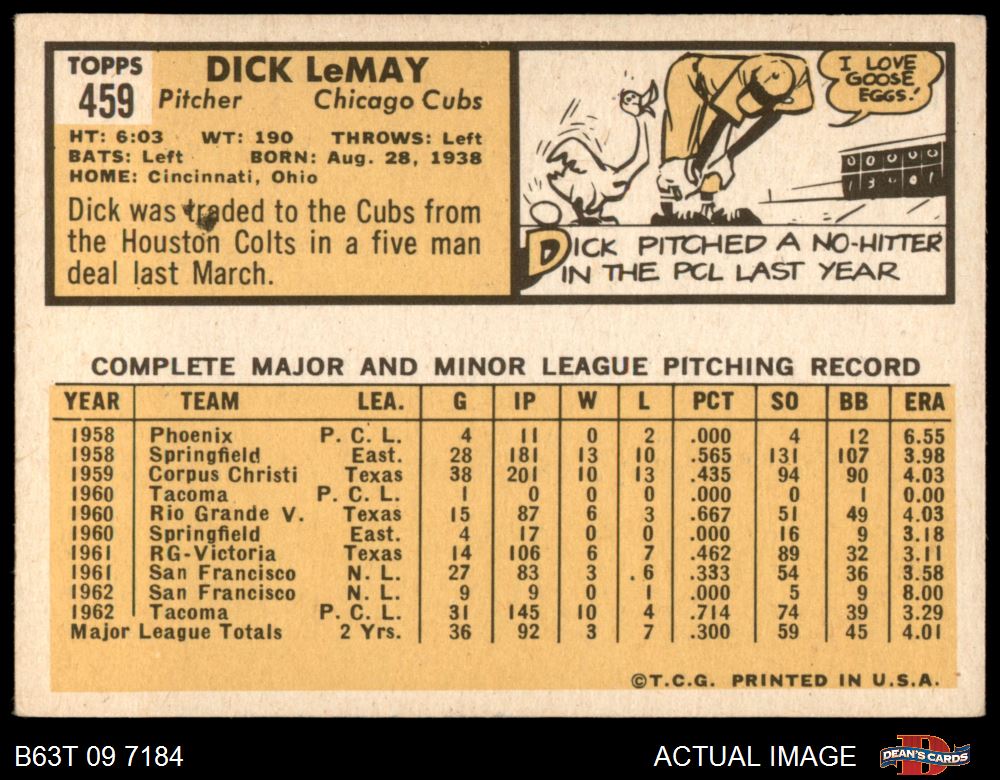 TOPPS
459
DICK LeMAY
Pitcher Chicago Cubs
HT: 6:03 WT: 190 THROWS: Left
BATS: Left BORN: Aug. 28, 1938
HOME: Cincinnati, Ohio
Dick was traded to the Cubs from
the Houston Colts in a five man
deal last March.
I LOVE
GOOSE
EGGS!
0 0 0 0 0
DICK PITCHED A NO-HITTER
IN THE PCL LAST YEAR
COMPLETE MAJOR AND MINOR LEAGUE PITCHING RECORD
YEAR TEAM LEA. G IP W L PCT SO BB ERA
1958 Phoenix P. C. L. 4 11 0 2 .000 4 12 6.55
1958 Springfield East. 28 181 13 10 .565 131 107 3.98
1959 Corpus Christi Texas 38 201 10 13 .435 94 90 4.03
1960 Tacoma P. C. L. 1 0 0 0 .000 0 1 0.00
1960 Rio Grande V. Texas 15 87 6 3 .667 51 49 4.03
1960 Springfield East. 4 17 0 0 .000 16 9 3.18
1961 RG-Victoria Texas 14 106 6 7 .462 89 32 3.11
1961 San Francisco N. L. 27 83 3 .6 .333 54 36 3.58
1962 San Francisco N. L. 9 9 0 1 .000 5 9 8.00
1962 Tacoma P. C. L. 31 145 10 4 .714 74 39 3.29
Major League Totals 2 Yrs. 36 92 3 7 .300 59 45 4.01
©T.C.G. PRINTED IN U.S.A.
B63T 09 7184 ACTUAL IMAGE
DEAN'S CARDS